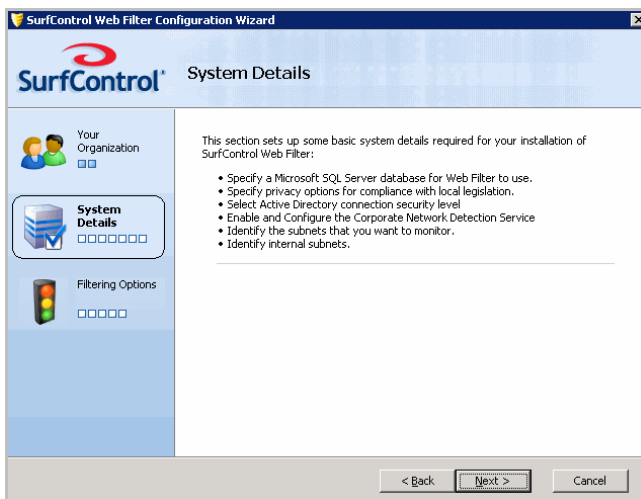 SurfControl Web Filter Configuration Wizard
SurfControl
System Details
Your
Organization
System
Details
Filtering Options
This section sets up some basic system details required for your installation of
SurfControl Web Filter:
• Specify a Microsoft SQL Server database for Web Filter to use.
• Specify privacy options for compliance with local legislation.
• Select Active Directory connection security level
• Enable and Configure the Corporate Network Detection Service
• Identify the subnets that you want to monitor.
• Identify internal subnets.
< Back
Next >
Cancel